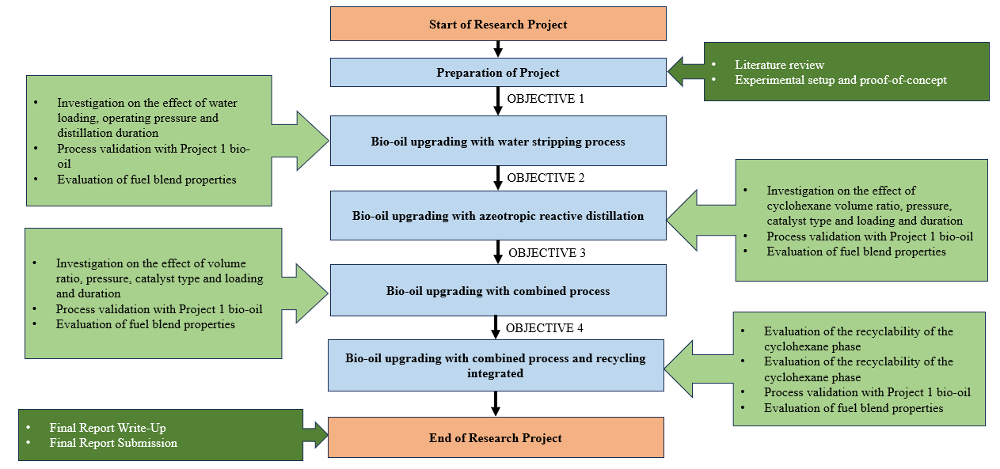 Start of Research Project
Preparation of Project
• Literature review
• Experimental setup and proof-of-concept
OBJECTIVE 1
• Investigation on the effect of water
loading, operating pressure and
distillation duration
• Process validation with Project 1 bio-
oil
• Evaluation of fuel blend properties
Bio-oil upgrading with water stripping process
OBJECTIVE 2
Bio-oil upgrading with azeotropic reactive distillation
• Investigation on the effect of
cyclohexane volume ratio, pressure,
catalyst type and loading and duration
• Process validation with Project 1 bio-oil
• Evaluation of fuel blend properties
OBJECTIVE 3
• Investigation on the effect of volume
ratio, pressure, catalyst type and loading
and duration
• Process validation with Project 1 bio-oil
• Evaluation of fuel blend properties
Bio-oil upgrading with combined process
OBJECTIVE 4
Bio-oil upgrading with combined process and recycling
integrated
• Evaluation of the recyclability of the
cyclohexane phase
• Evaluation of the recyclability of the
cyclohexane phase
• Process validation with Project 1 bio-oil
• Evaluation of fuel blend properties
• Final Report Write-Up
• Final Report Submission
End of Research Project